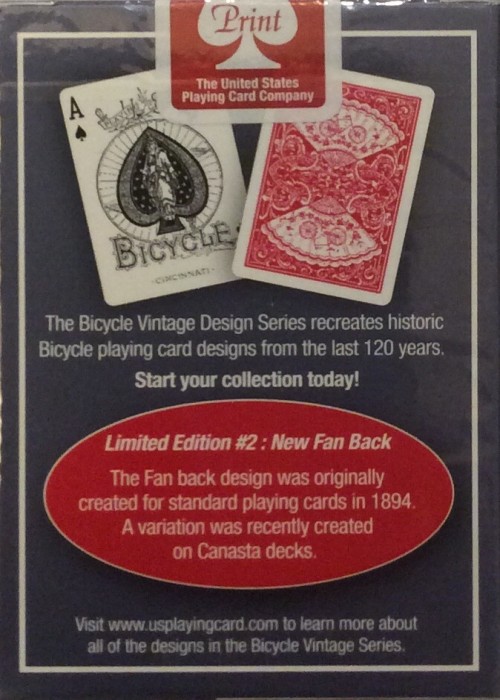 Print
The United States
Playing Card Company
A
BICYCLE
CINCINNATI
The Bicycle Vintage Design Series recreates historic
Bicycle playing card designs from the last 120 years.
Start your collection today!
Limited Edition #2 : New Fan Back
The Fan back design was originally
created for standard playing cards in 1894.
A variation was recently created
on Canasta decks.
Visit www.usplayingcard.com to learn more about
all of the designs in the Bicycle Vintage Series.